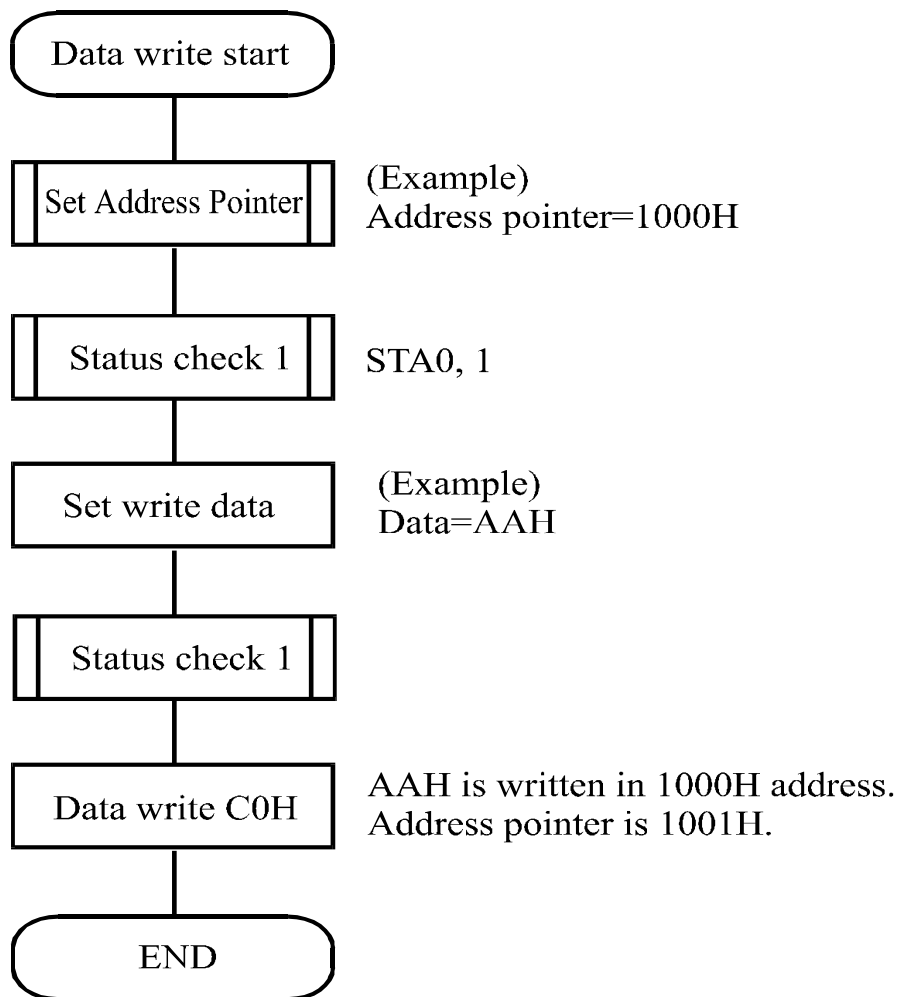 Data write start
Set Address Pointer
(Example)
Address pointer=1000H
Status check 1
STA0, 1
Set write data
(Example)
Data=AAH
Status check 1
Data write C0H
AAH is written in 1000H address.
Address pointer is 1001H.
END